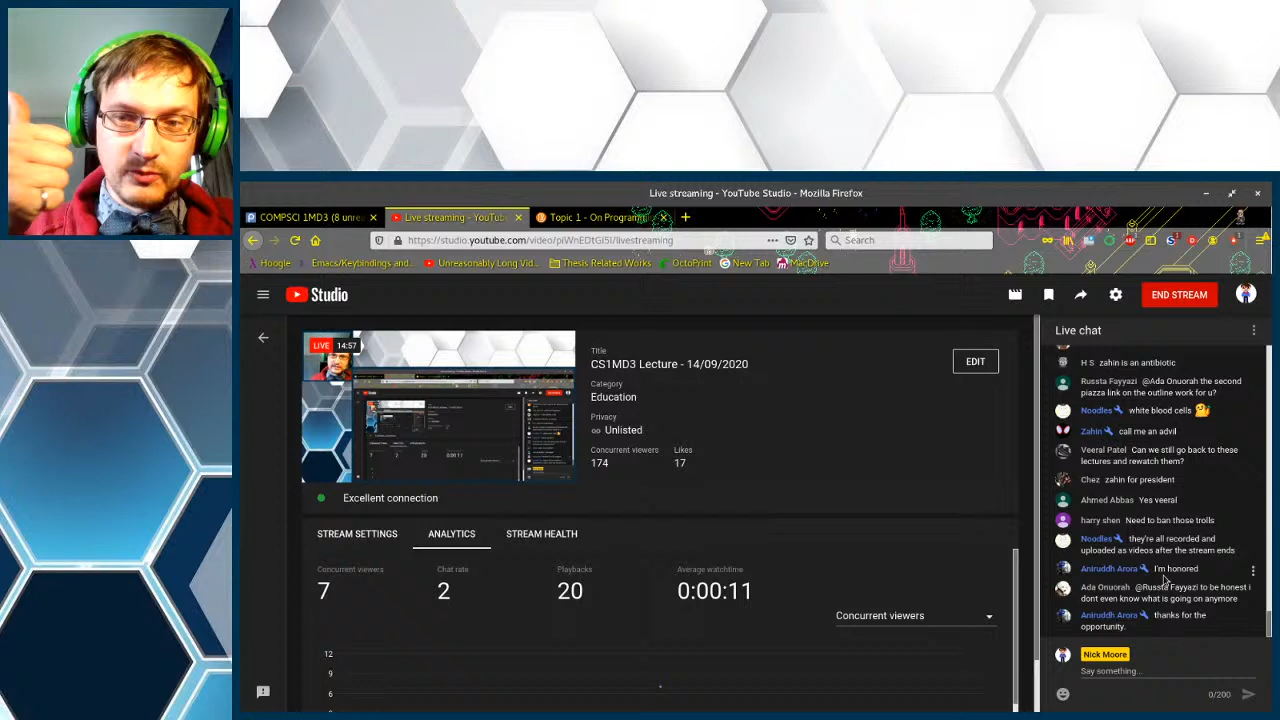 Live streaming - YouTube Studio - Mozilla Firefox
COMPSCI 1MD3 (8 unre
Live streaming - YouTub
Topic 1 - On Program
https://studio.youtube.com/video/piWnEDtGi5I/livestreaming
Search
Hoogle
Emacs/Keybindings and...
Unreasonably Long Vid...
Thesis Related Works
OctoPrint
New Tab
MacDrive
Studio
END STREAM
LIVE 14:57
Title
CS1MD3 Lecture - 14/09/2020
EDIT
Category
Education
Privacy
Unlisted
Concurrent viewers
Likes
174
17
Excellent connection
STREAM SETTINGS
ANALYTICS
STREAM HEALTH
Concurrent viewers
Chat rate
Playbacks
Average watchtime
7
2
20
0:00:11
Concurrent viewers
12
9
6
Live chat
H S zahin is an antibiotic
Russta Fayyazi @Ada Onuorah the second
piazza link on the outline work for u?
Noodles white blood cells
Zahin call me an advil
Veeral Patel Can we still go back to these
lectures and rewatch them?
Chez zahin for president
Ahmed Abbas Yes veeral
harry shen Need to ban those trolls
Noodles they're all recorded and
uploaded as videos after the stream ends
Aniruddh Arora I'm honored
Ada Onuorah @Russta Fayyazi to be honest i
dont even know what is going on anymore
Aniruddh Arora thanks for the
opportunity.
Nick Moore
Say something...
0/200